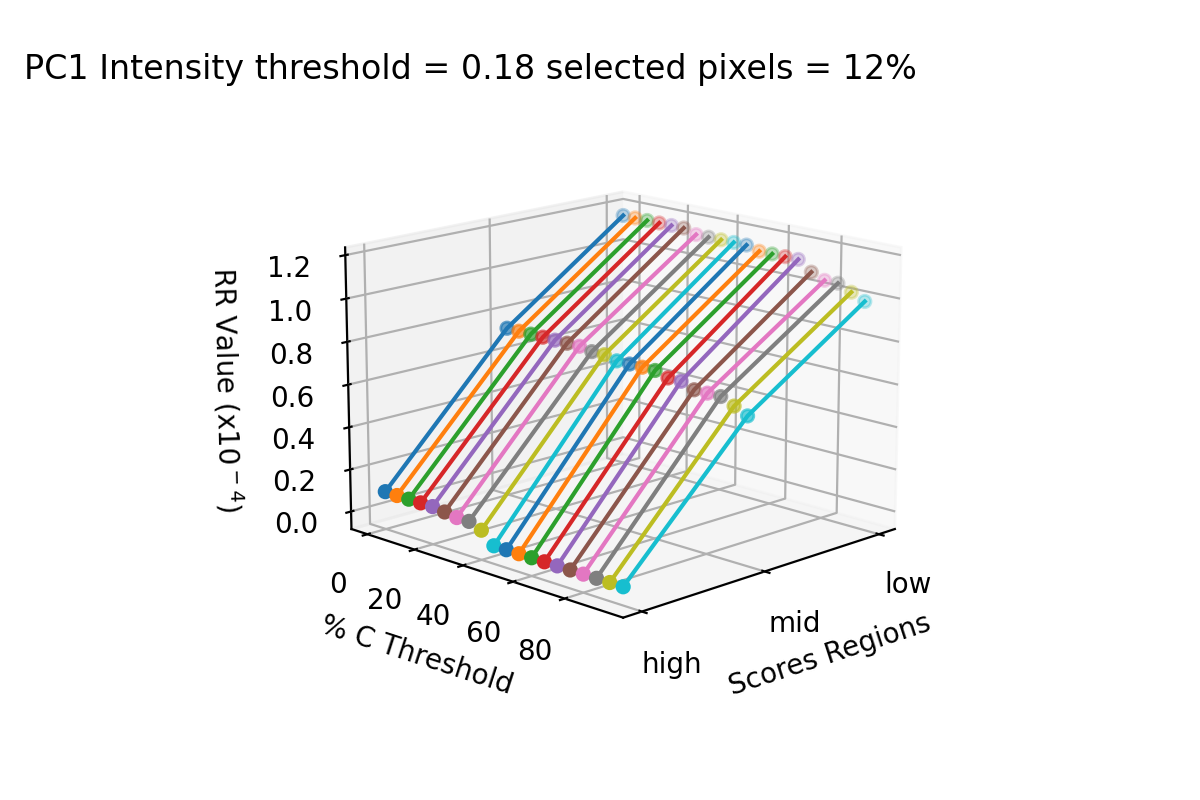 PC1 Intensity threshold = 0.18 selected pixels = 12%
RR Value (x10⁻⁴)
1.2
1.0
0.8
0.6
0.4
0.2
0.0
0
20
40
60
80
% C Threshold
high
mid
low
Scores Regions